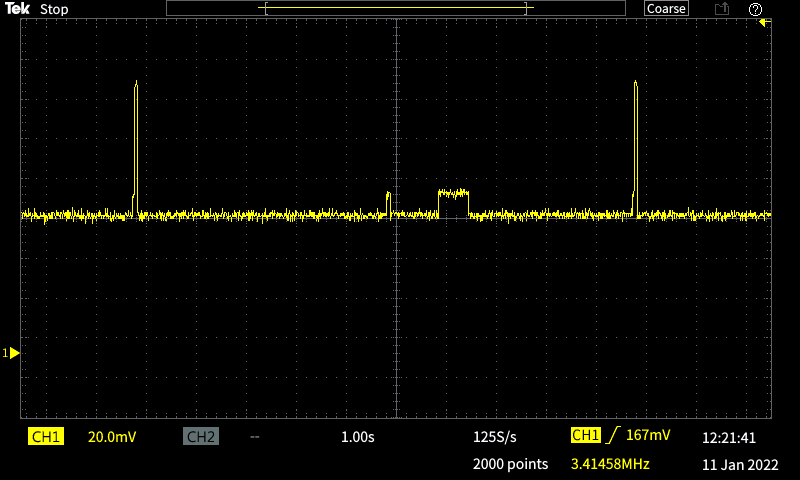 Tek Stop Coarse
1
CH1 20.0mV CH2 -- 1.00s 125S/s CH1 167mV 12:21:41
2000 points 3.41458MHz 11 Jan 2022